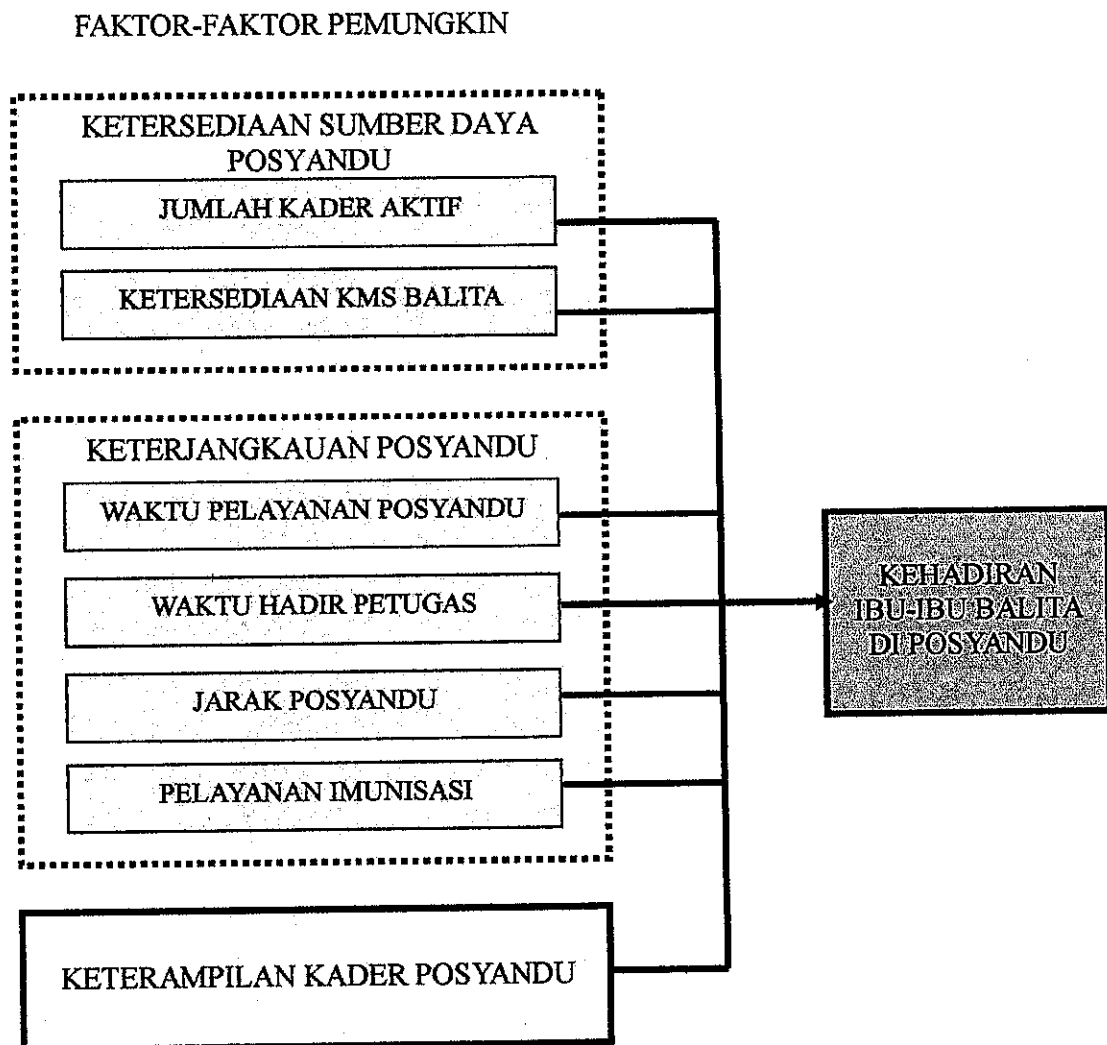 FAKTOR-FAKTOR PEMUNGKIN
KETERSEDIAAN SUMBER DAYA
POSYANDU
JUMLAH KADER AKTIF
KETERSEDIAAN KMS BALITA
KETERJANGKAUAN POSYANDU
WAKTU PELAYANAN POSYANDU
WAKTU HADIR PETUGAS
JARAK POSYANDU
PELAYANAN IMUNISASI
KETERAMPILAN KADER POSYANDU
KEHADIRAN
IBU-IBU BALITA
DI POSYANDU